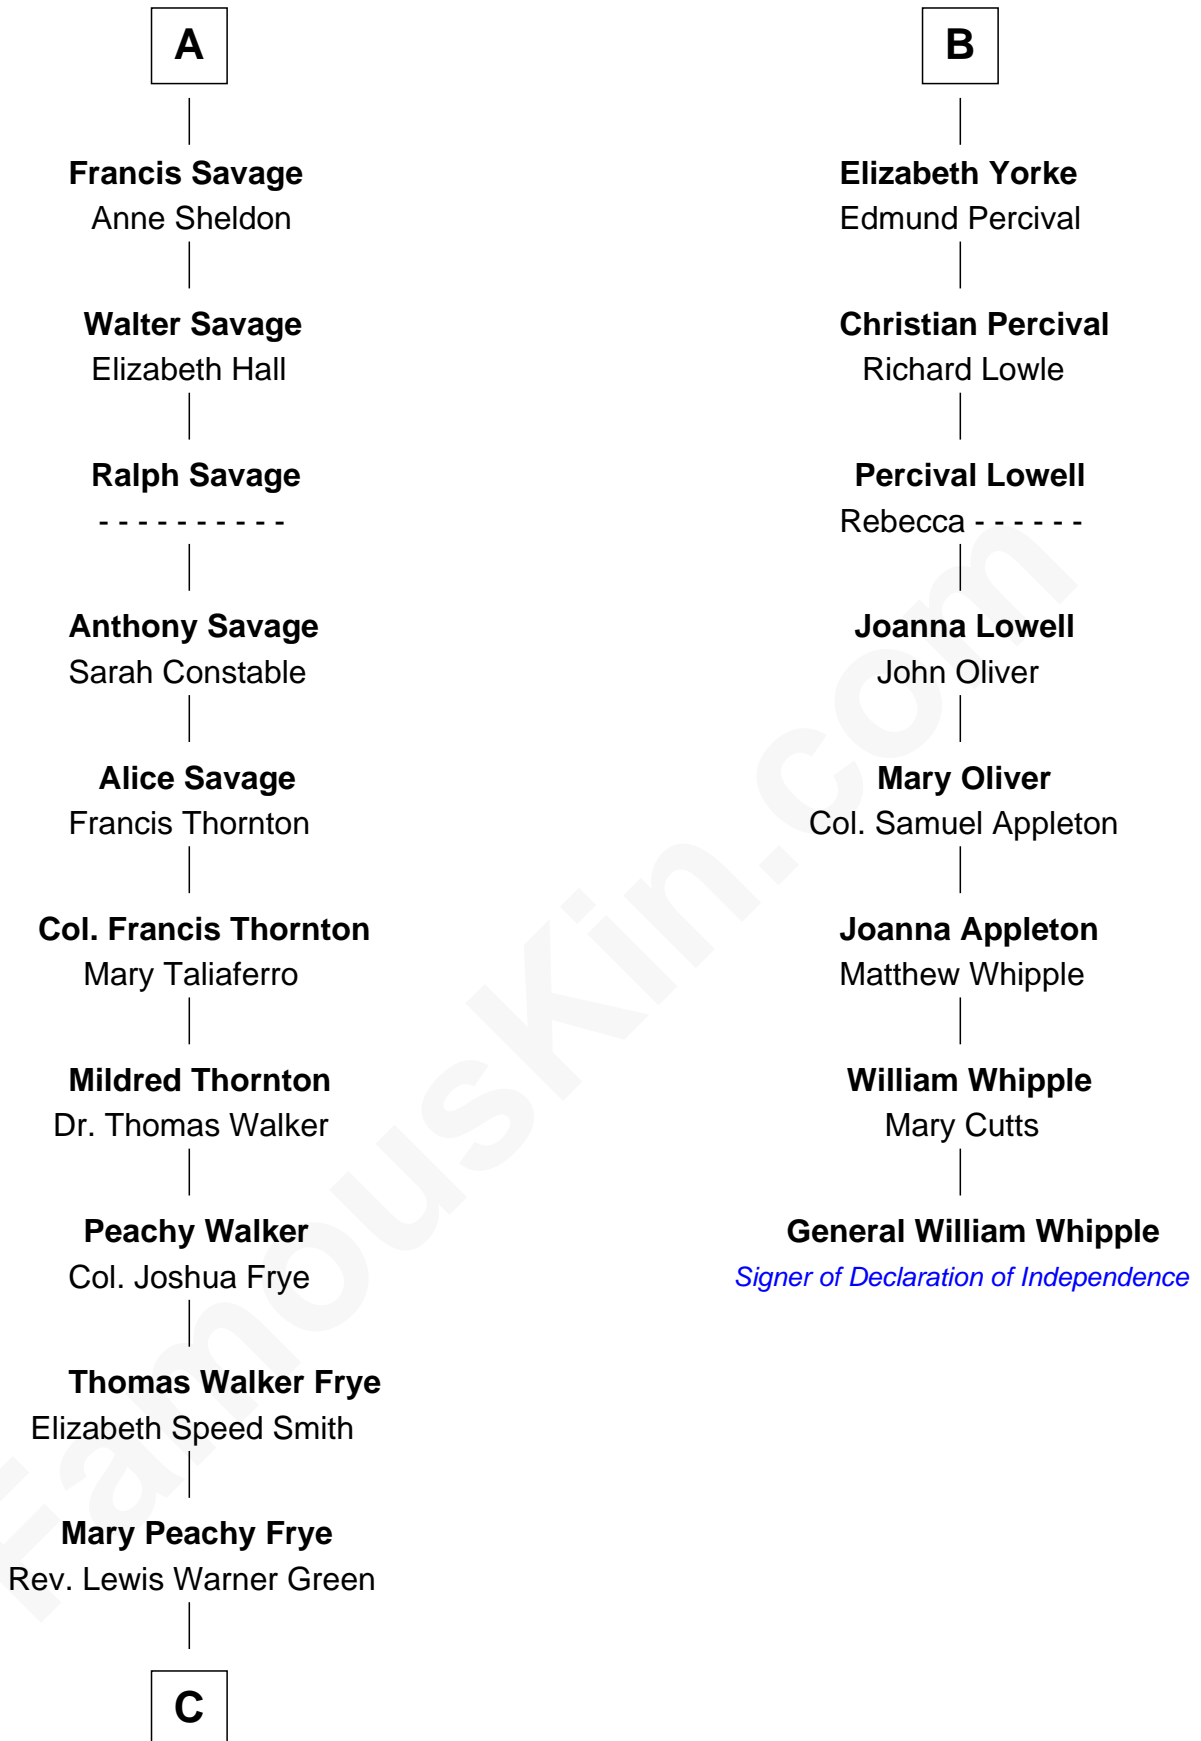 A
Francis Savage
Anne Sheldon
Walter Savage
Elizabeth Hall
Ralph Savage
- - - - - - - - - -
Anthony Savage
Sarah Constable
Alice Savage
Francis Thornton
Col. Francis Thornton
Mary Taliaferro
Mildred Thornton
Dr. Thomas Walker
Peachy Walker
Col. Joshua Frye
Thomas Walker Frye
Elizabeth Speed Smith
Mary Peachy Frye
Rev. Lewis Warner Green
C
B
Elizabeth Yorke
Edmund Percival
Christian Percival
Richard Lowle
Percival Lowell
Rebecca - - - - - -
Joanna Lowell
John Oliver
Mary Oliver
Col. Samuel Appleton
Joanna Appleton
Matthew Whipple
William Whipple
Mary Cutts
General William Whipple
Signer of Declaration of Independence
FamousKin.com